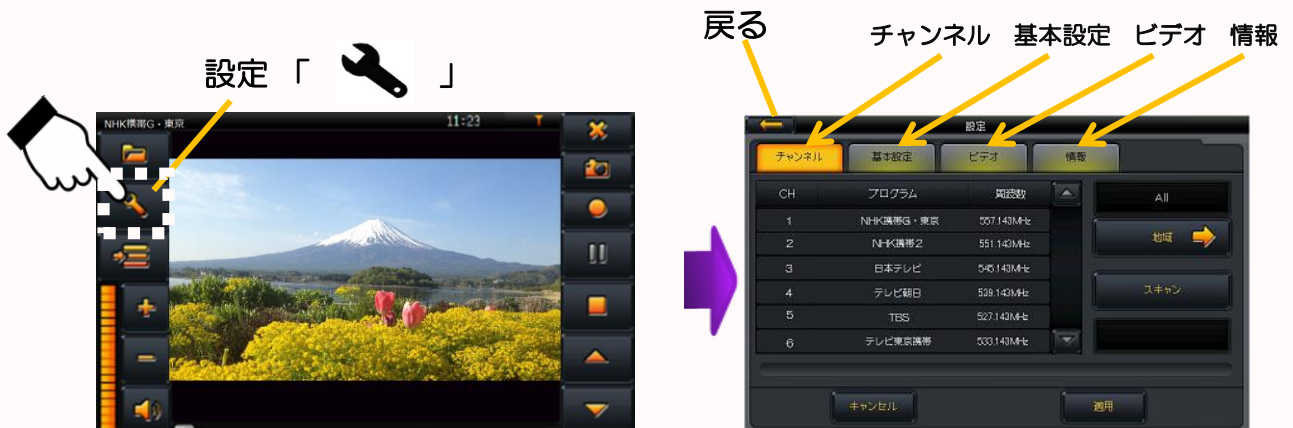 設定「 」
NHK携帯G・東京
11:23
戻る
チャンネル 基本設定 ビデオ 情報
設定
チャンネル 基本設定 ビデオ 情報
CH プログラム 周波数
1 NHK携帯G・東京 557.143MHz
2 NHK携帯2 551.143MHz
3 日本テレビ 545.143MHz
4 テレビ朝日 539.143MHz
5 TBS 527.143MHz
6 テレビ東京携帯 533.143MHz
All
地域
スキャン
キャンセル
適用